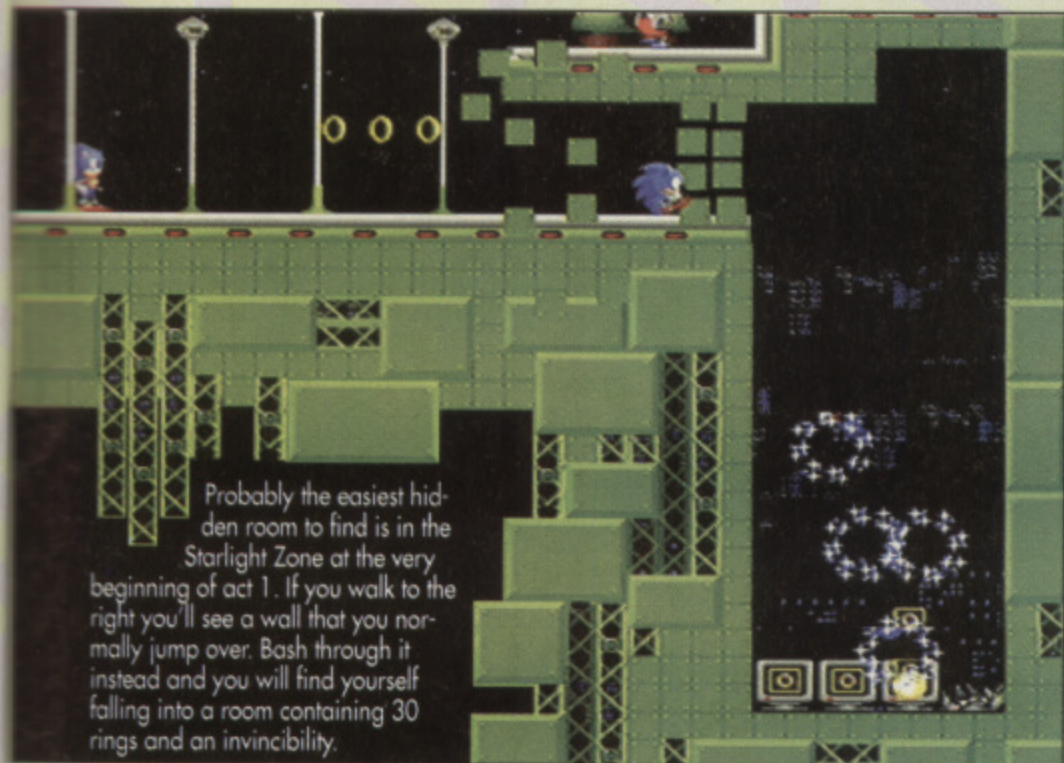 Probably the easiest hid-
den room to find is in the
Starlight Zone at the very
beginning of act 1. If you walk to the
right you'll see a wall that you nor-
mally jump over. Bash through it
instead and you will find yourself
falling into a room containing 30
rings and an invincibility.